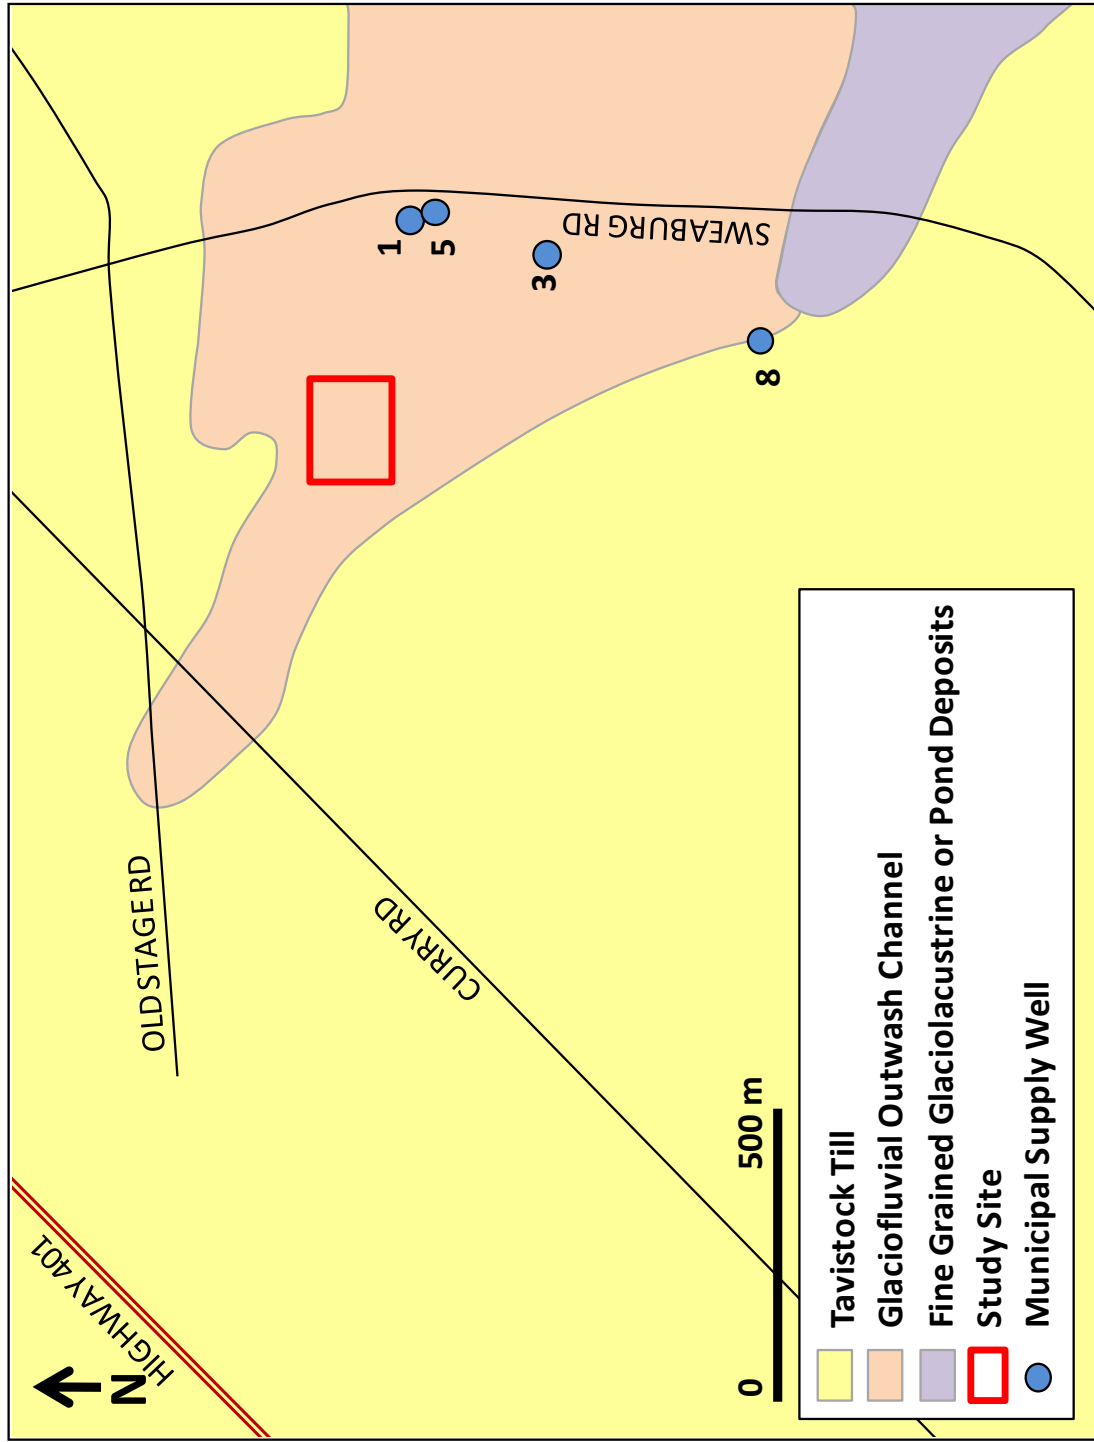 N
HIGHWAY 401
OLD STAGE RD
CURRY RD
SWEABURG RD
1
5
3
8
0 500 m
Tavistock Till
Glaciofluvial Outwash Channel
Fine Grained Glaciolacustrine or Pond Deposits
Study Site
Municipal Supply Well